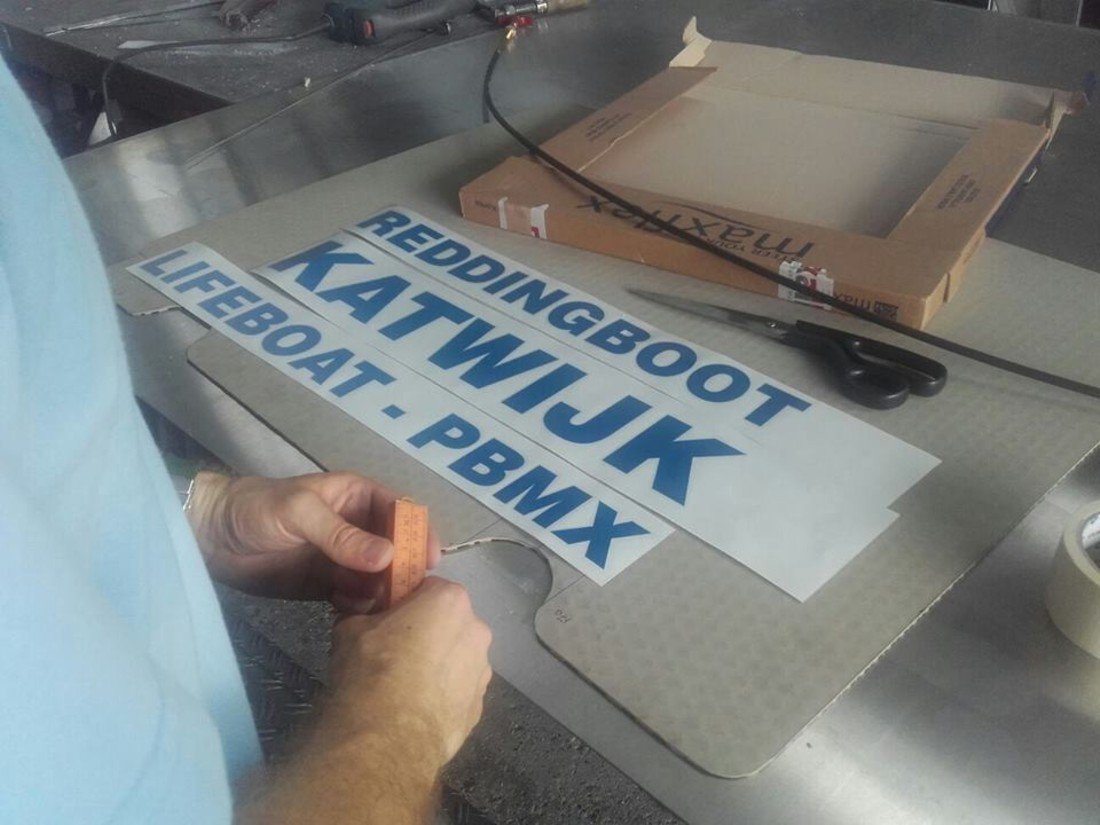 REDDINGBOOT
KATWIJK
LIFEBOAT - PBMX
maxflex